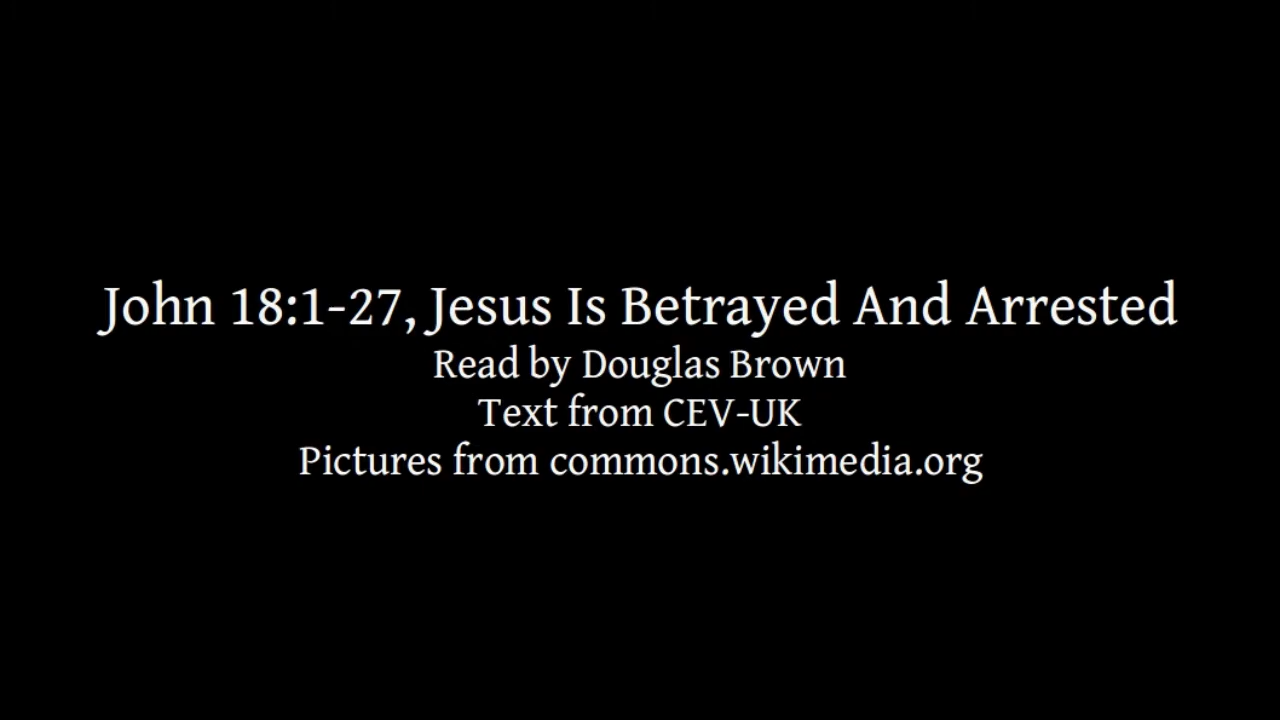 John 18:1-27, Jesus Is Betrayed And Arrested
Read by Douglas Brown
Text from CEV-UK
Pictures from commons.wikimedia.org